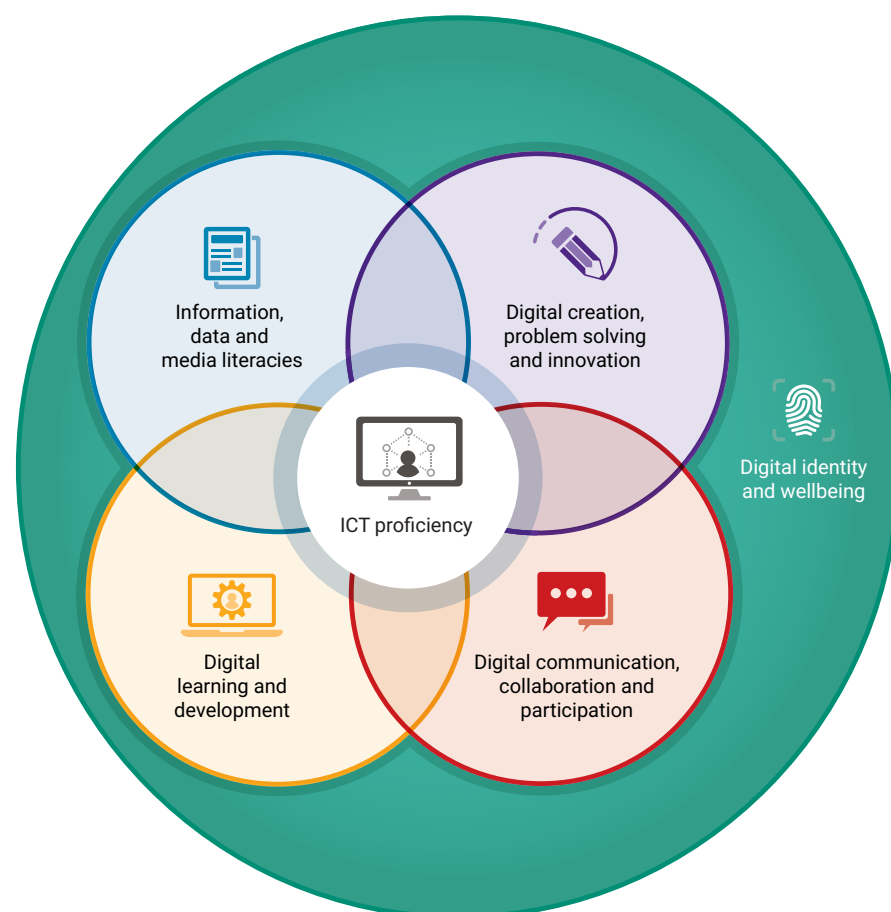 Information,
data and
media literacies
Digital creation,
problem solving
and innovation
Digital identity
and wellbeing
ICT proficiency
Digital
learning and
development
Digital communication,
collaboration and
participation